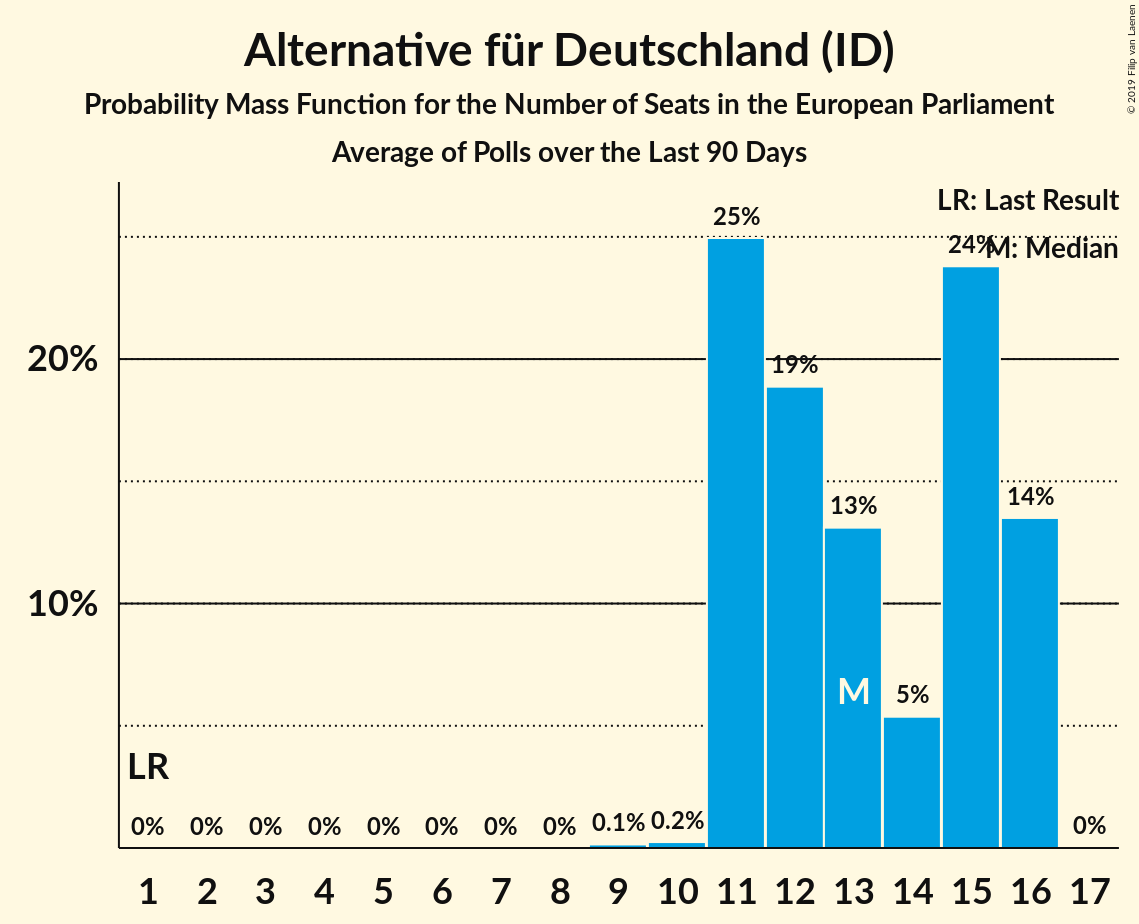 Alternative für Deutschland (ID)
Probability Mass Function for the Number of Seats in the European Parliament
Average of Polls over the Last 90 Days
© 2019 Filip van Laenen
LR: Last Result
M: Median
25%
24%
20%
19%
14%
13%
10%
M
5%
LR
0% 0% 0% 0% 0% 0% 0% 0% 0.1% 0.2% 0%
1 2 3 4 5 6 7 8 9 10 11 12 13 14 15 16 17